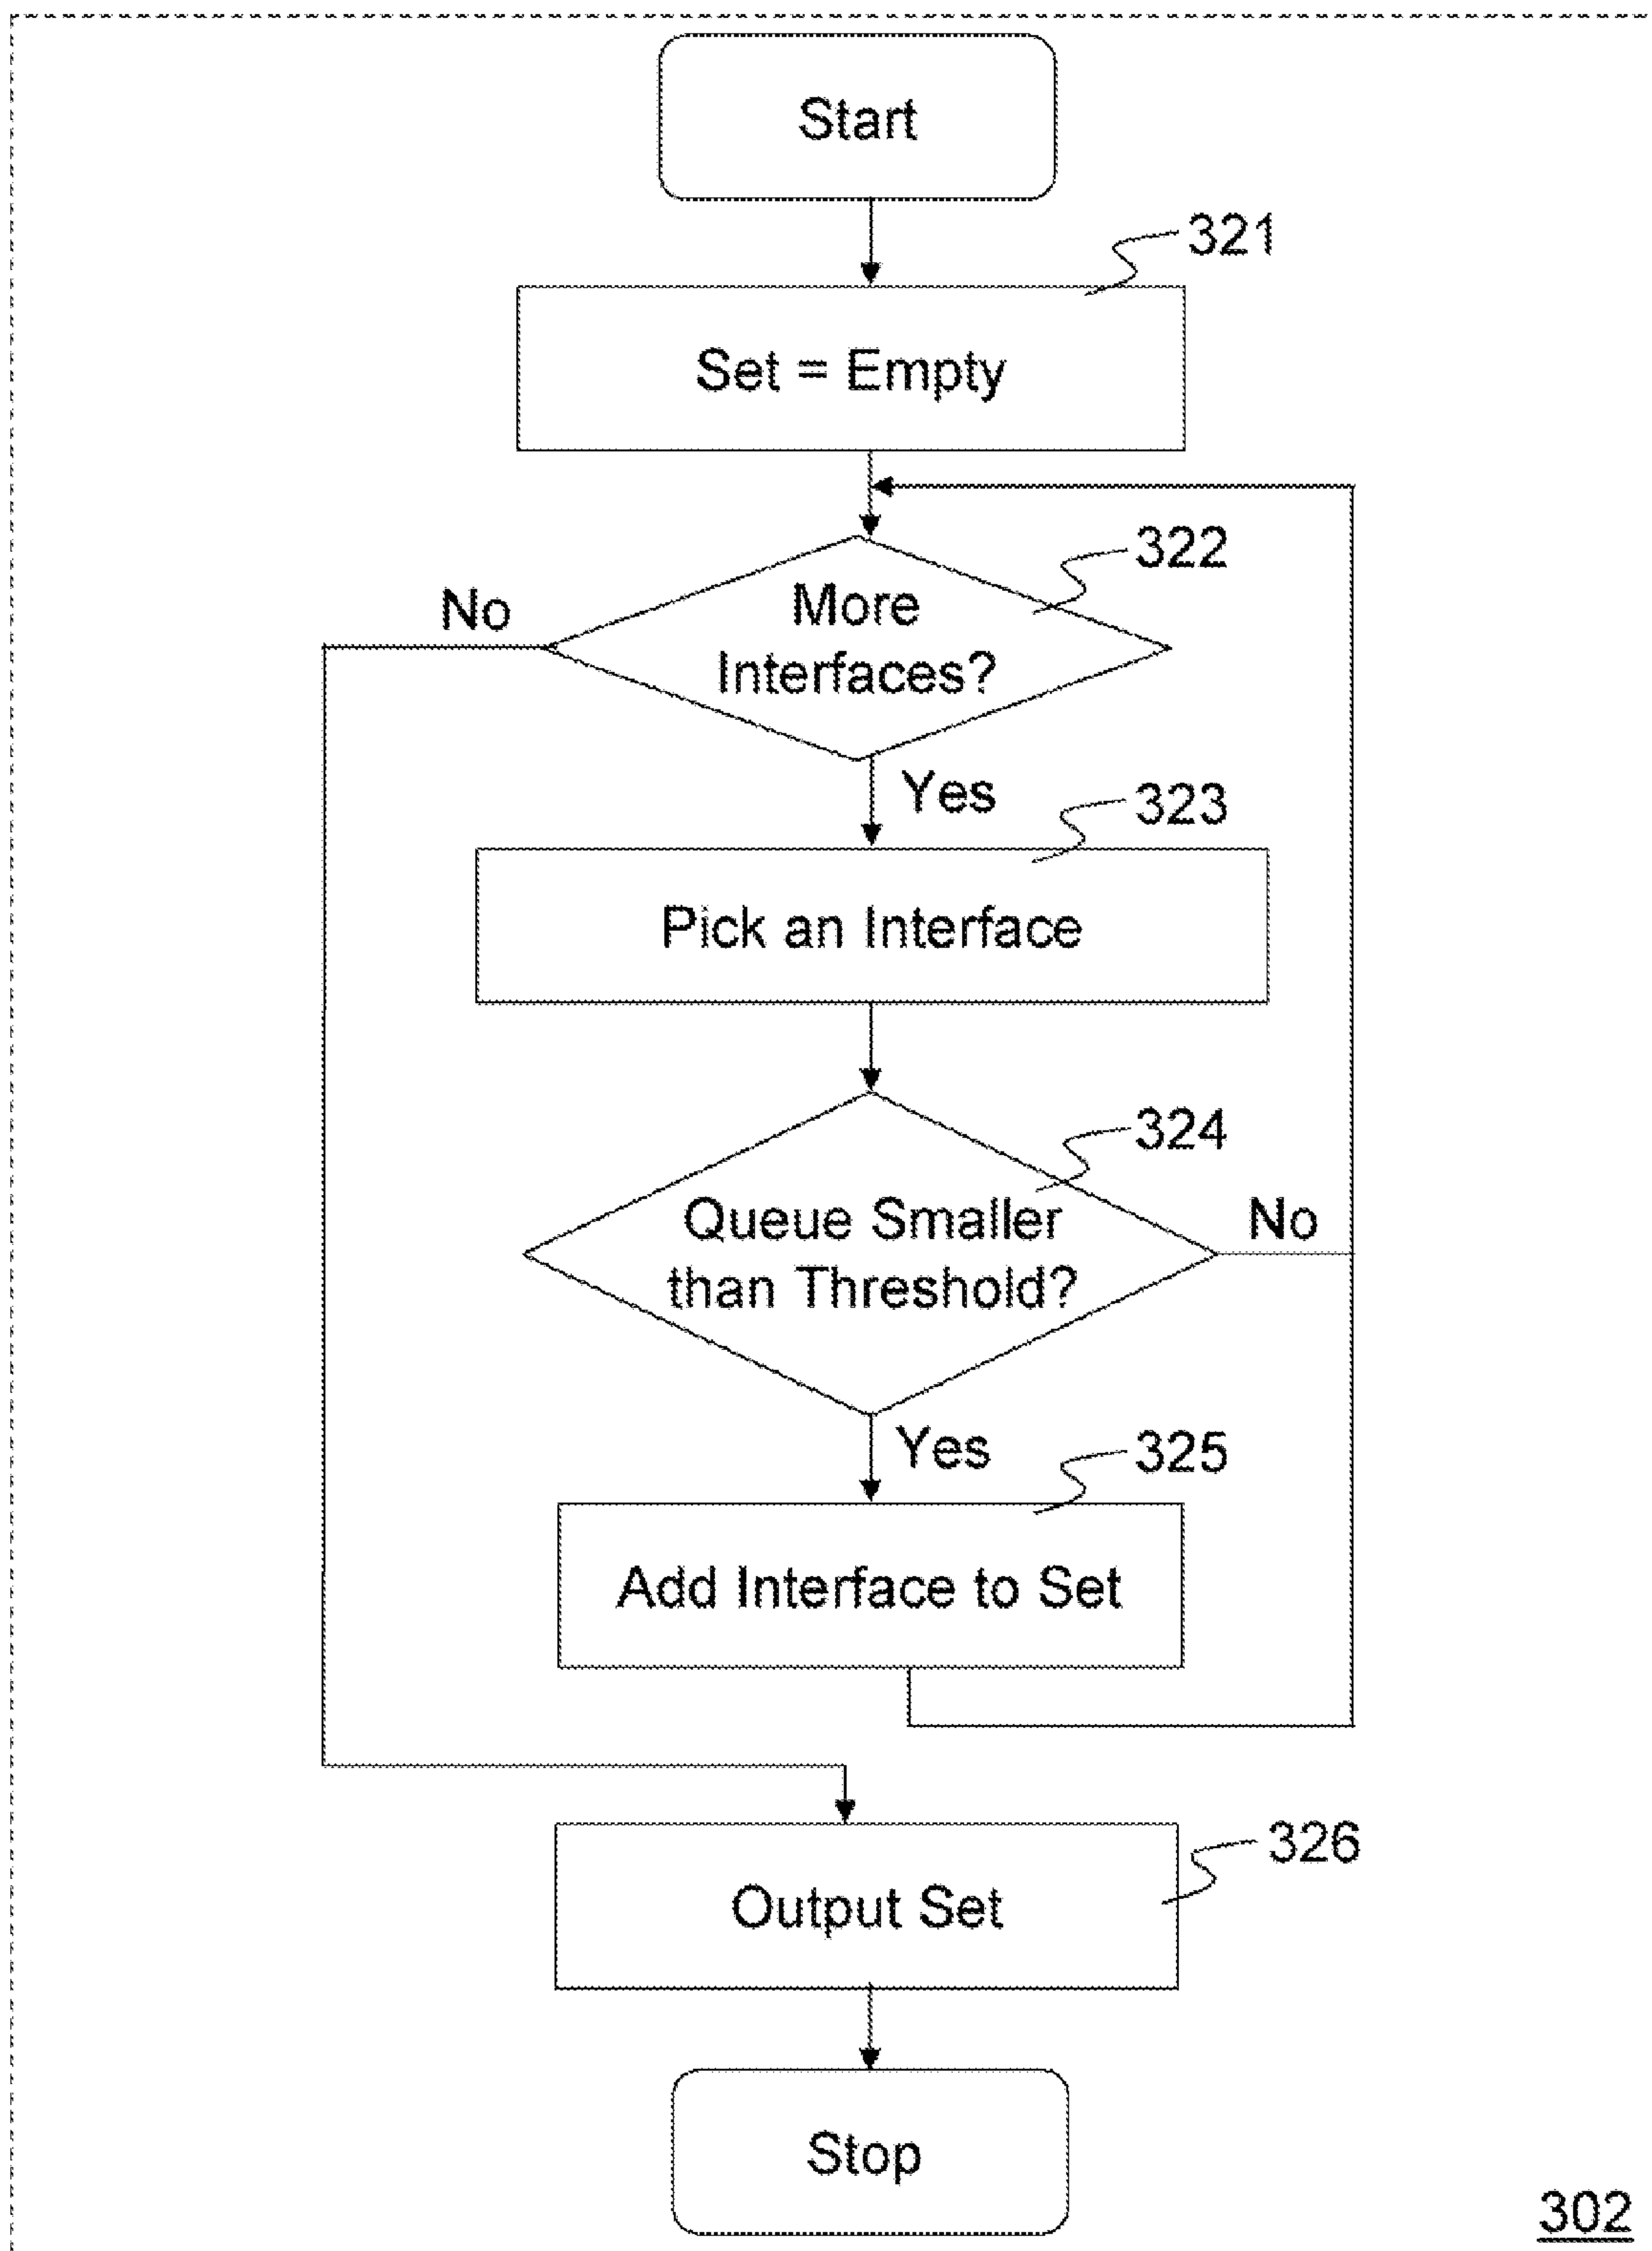 Start
321
Set = Empty
322
No
More
Interfaces?
Yes
323
Pick an Interface
324
Queue Smaller
than Threshold?
No
Yes
325
Add Interface to Set
326
Output Set
Stop
302